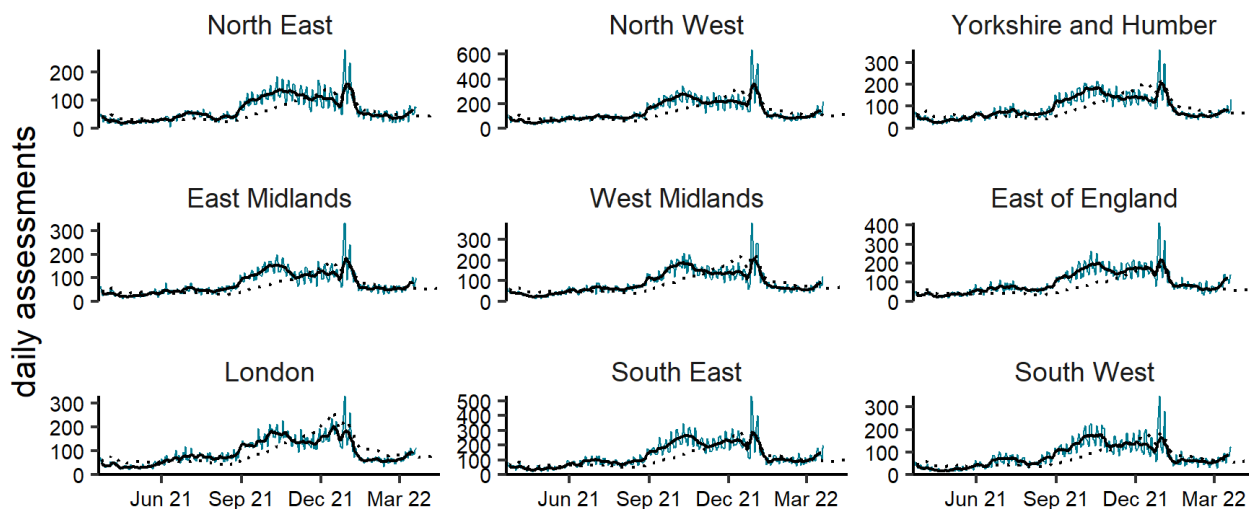 daily assessments
North East
200
100
0
North West
600
400
200
0
Yorkshire and Humber
300
200
100
0
East Midlands
300
200
100
0
West Midlands
300
200
100
0
East of England
400
300
200
100
0
London
300
200
100
0
South East
500
400
300
200
100
0
South West
300
200
100
0
Jun 21 Sep 21 Dec 21 Mar 22
Jun 21 Sep 21 Dec 21 Mar 22
Jun 21 Sep 21 Dec 21 Mar 22